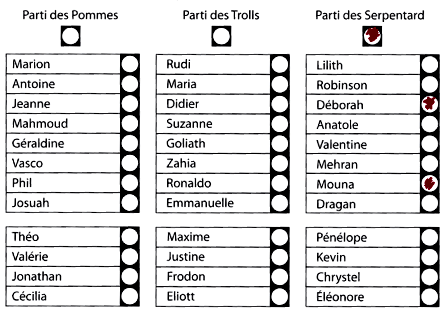 Parti des Pommes
Marion
Antoine
Jeanne
Mahmoud
Géraldine
Vasco
Phil
Josuah
Théo
Valérie
Jonathan
Cécilia
Parti des Trolls
Rudi
Maria
Didier
Suzanne
Goliath
Zahia
Ronaldo
Emmanuelle
Maxime
Justine
Frodon
Eliott
Parti des Serpentard
Lilith
Robinson
Déborah
Anatole
Valentine
Mehran
Mouna
Dragan
Pénélope
Kevin
Chrystel
Éléonore